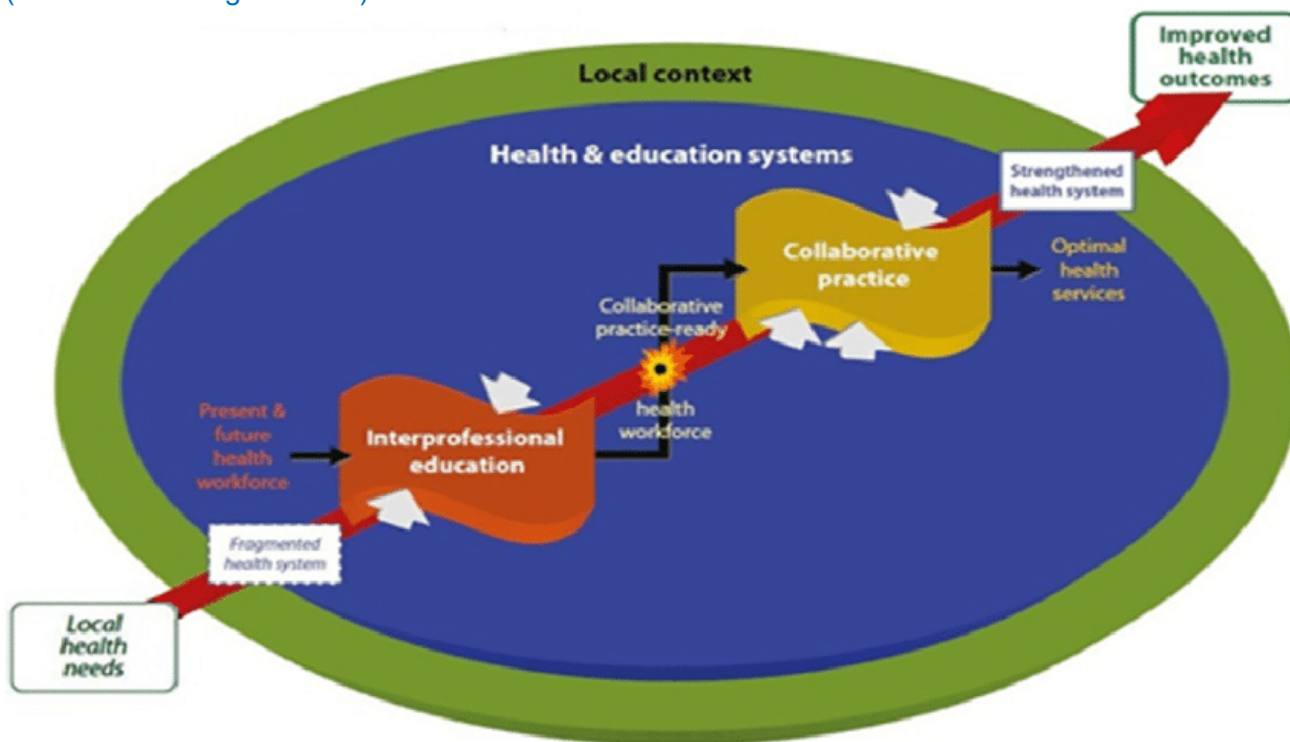 Improved
health
outcomes
Local context
Health & education systems
Strengthened
health system
Collaborative
practice
Optimal
health
services
Collaborative
practice-ready
health
workforce
Present &
future
health
workforce
Interprofessional
education
Fragmented
health system
Local
health
needs